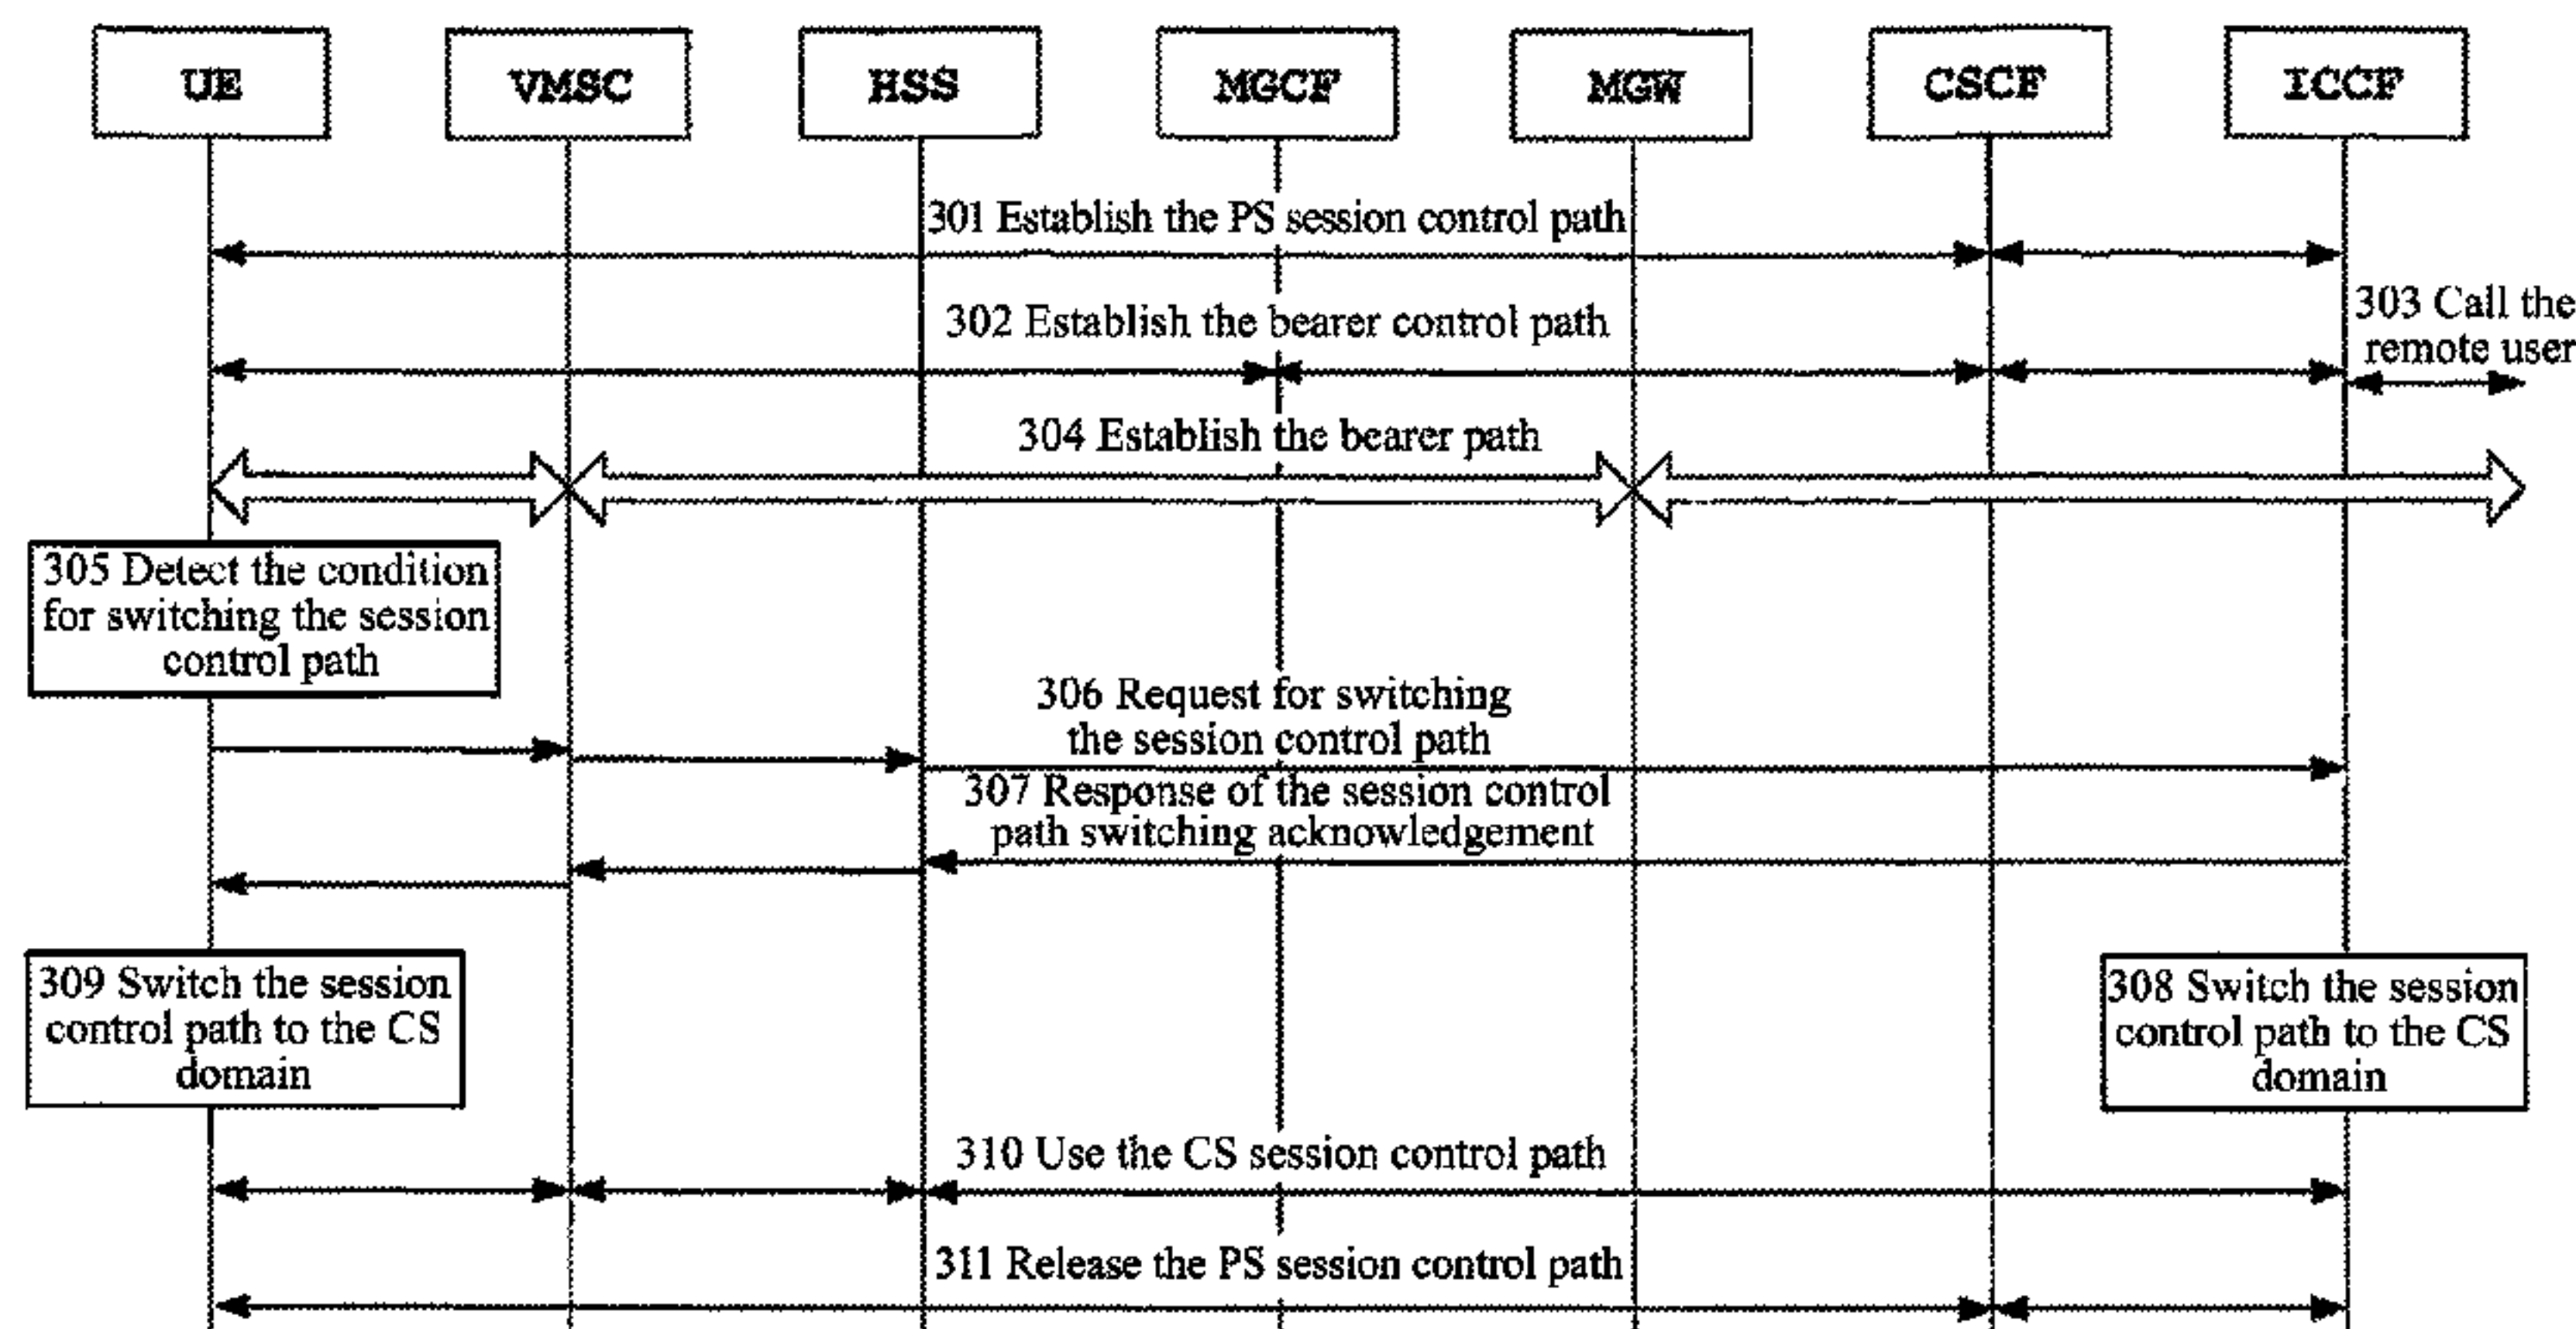 UE VMSC HSS MGCF MGW CSCF ICCF
301 Establish the PS session control path
303 Call the
remote user
302 Establish the bearer control path
304 Establish the bearer path
305 Detect the condition
for switching the session
control path
306 Request for switching
the session control path
307 Response of the session control
path switching acknowledgement
309 Switch the session
control path to the CS
domain
308 Switch the session
control path to the CS
domain
310 Use the CS session control path
311 Release the PS session control path